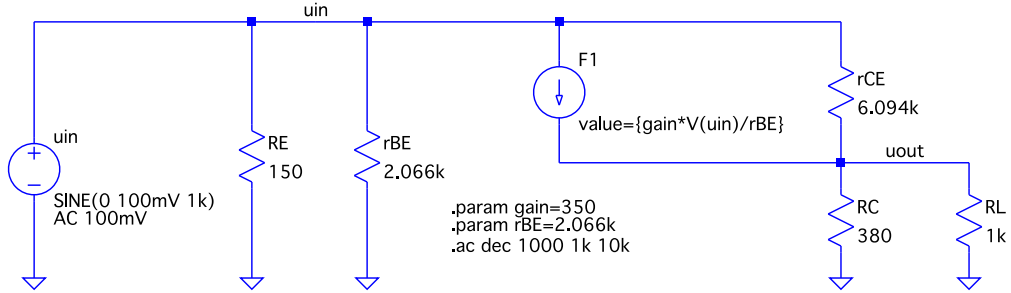 uin
F1
rCE
6.094k
uin
RE
150
rBE
2.066k
value={gain*V(uin)/rBE}
uout
SINE(0 100mV 1k)
AC 100mV
.param gain=350
.param rBE=2.066k
.ac dec 1000 1k 10k
RC
380
RL
1k